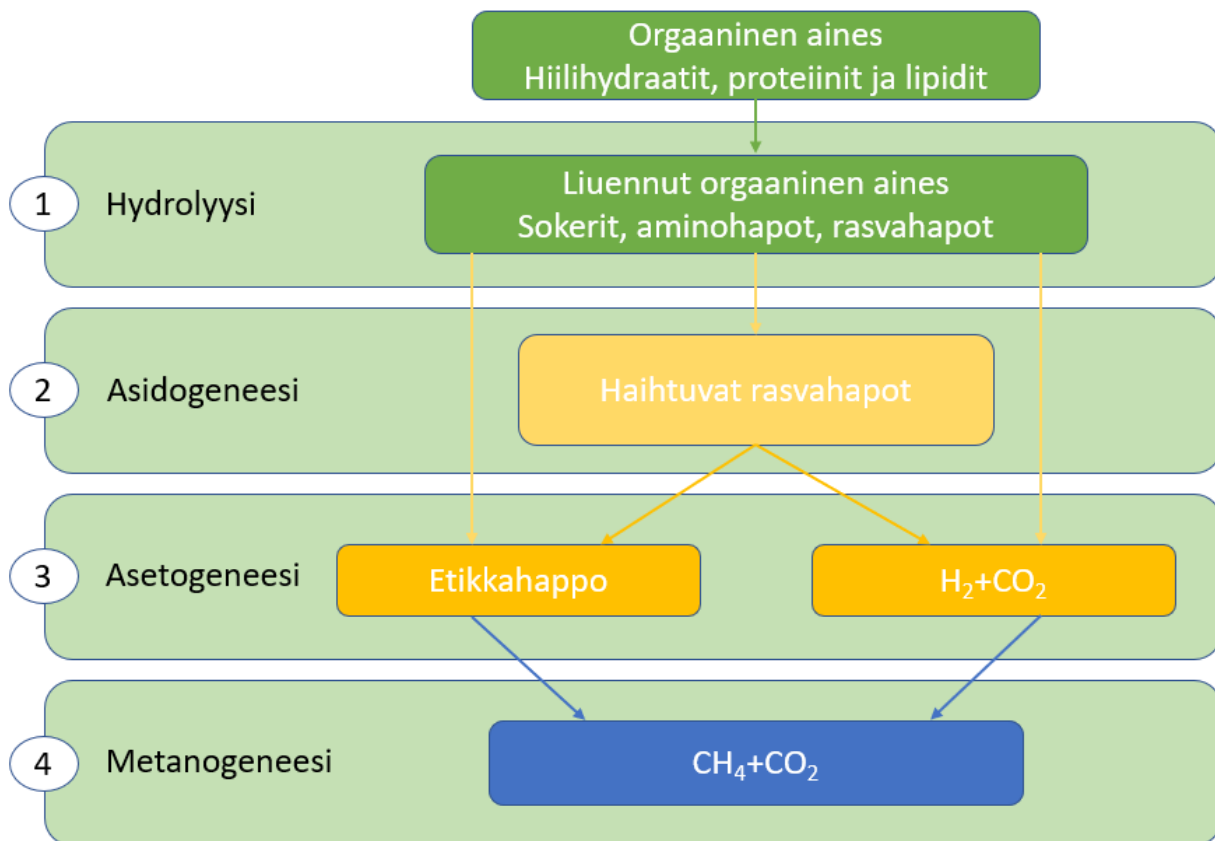 Orgaaninen aines
Hiilihydraatit, proteiinit ja lipidit
1
Hydrolyysi
Liuennut orgaaninen aines
Sokerit, aminohapot, rasvahapot
2
Asidogeneesi
Haihtuvat rasvahapot
3
Asetogeneesi
Etikkahappo
H₂+CO₂
4
Metanogeneesi
CH₄+CO₂